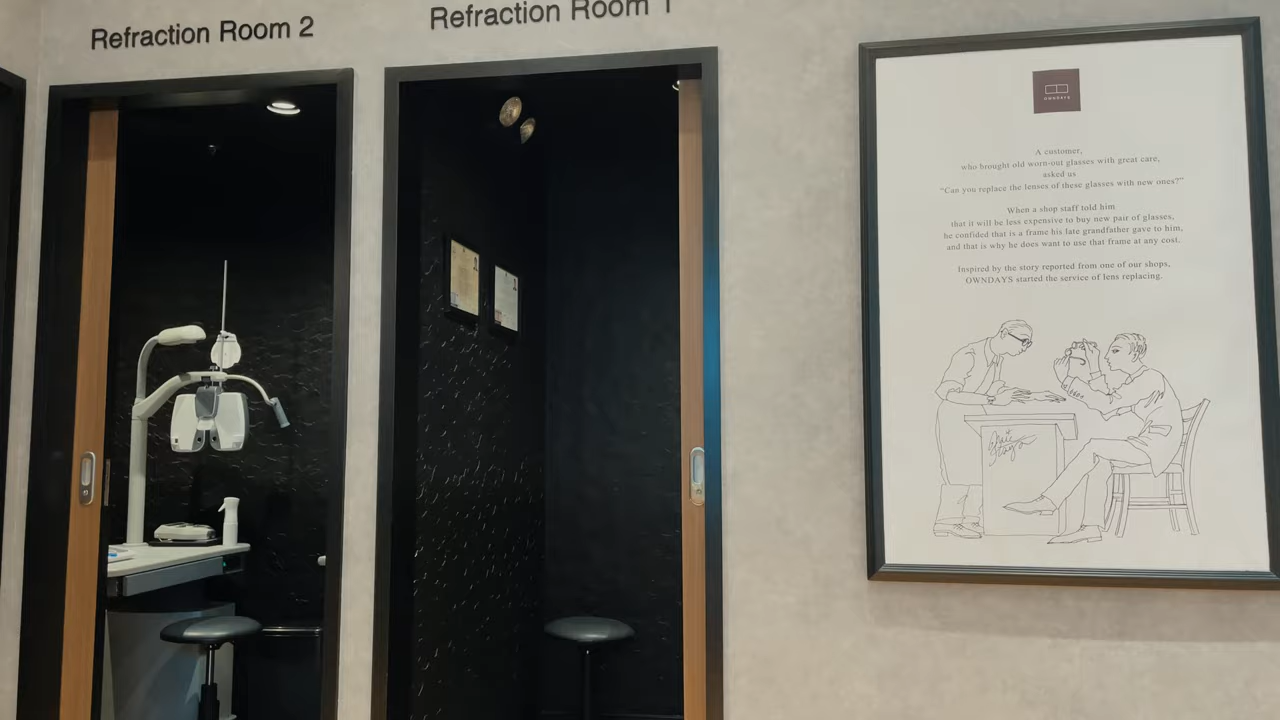 Refraction Room 2
Refraction Room 1
OWNDAYS
A customer,
who brought old worn-out glasses with great care,
asked us
“Can you replace the lenses of these glasses with new ones?”
When a shop staff told him
that it will be less expensive to buy new pair of glasses,
he confided that is a frame his late grandfather gave to him,
and that is why he does want to use that frame at any cost.
Inspired by the story reported from one of our shops,
OWNDAYS started the service of lens replacing.